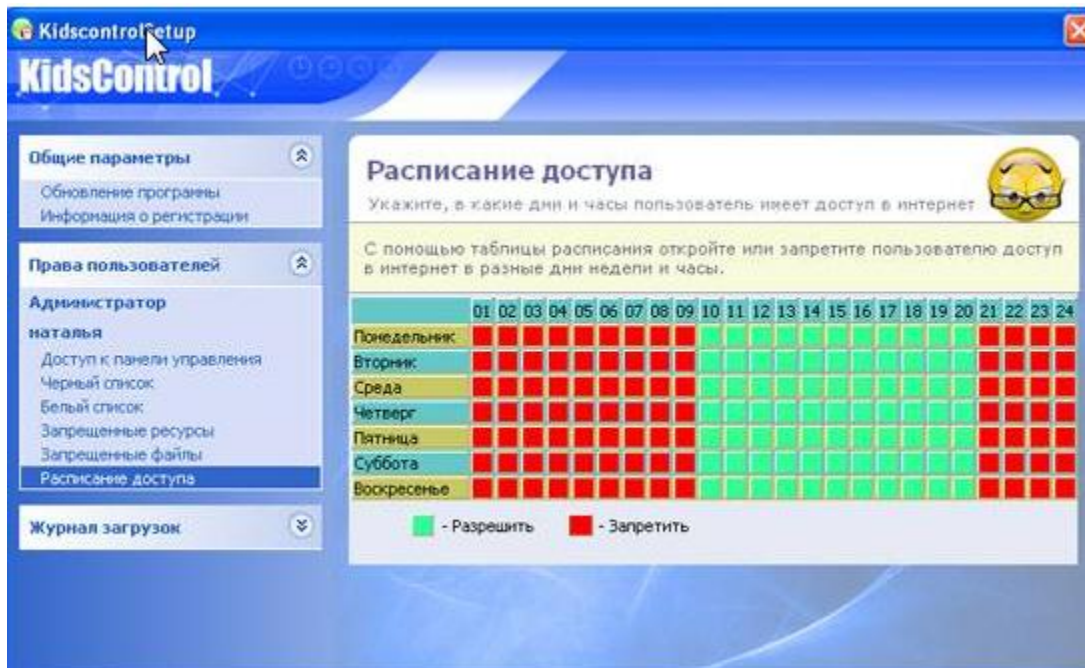 KidscontrolSetup
KidsControl
Общие параметры
Обновление программы
Информация о регистрации
Права пользователей
Администратор
наталья
Доступ к панели управления
Черный список
Белый список
Запрещенные ресурсы
Запрещенные файлы
Расписание доступа
Журнал загрузок
Расписание доступа
Укажите, в какие дни и часы пользователь имеет доступ в интернет
С помощью таблицы расписания откройте или запретите пользователю доступ
в интернет в разные дни недели и часы.
01 02 03 04 05 06 07 08 09 10 11 12 13 14 15 16 17 18 19 20 21 22 23 24
Понедельник
Вторник
Среда
Четверг
Пятница
Суббота
Воскресенье
- Разрешить - Запретить